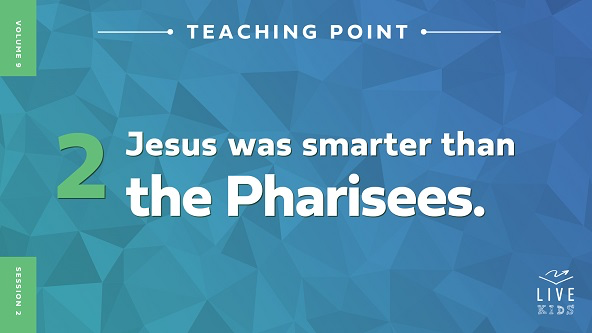 VOLUME 9
TEACHING POINT
2
Jesus was smarter than
the Pharisees.
SESSION 2
LIVE
KIDS